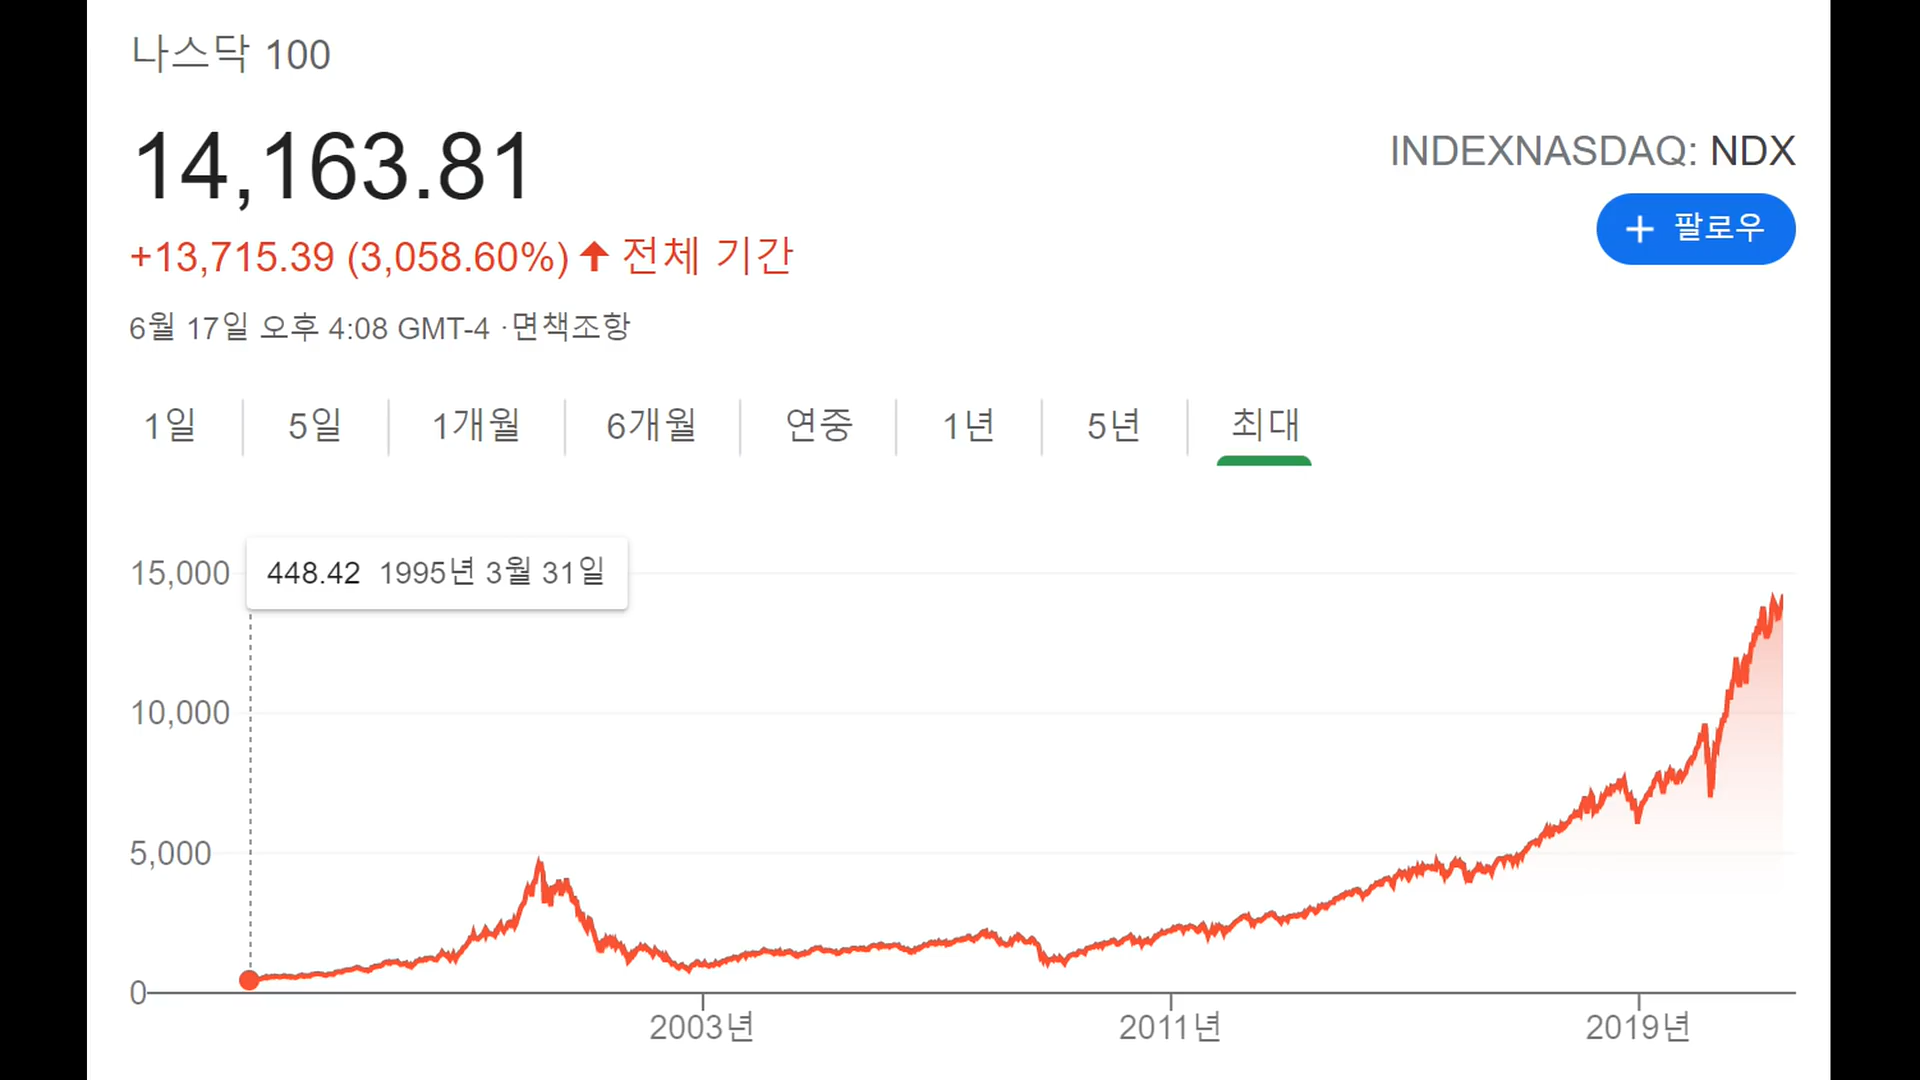 나스닥 100
14,163.81
INDEXNASDAQ: NDX
+ 팔로우
+13,715.39 (3,058.60%) ↑ 전체 기간
6월 17일 오후 4:08 GMT-4 · 면책조항
1일 5일 1개월 6개월 연중 1년 5년 최대
448.42 1995년 3월 31일
15,000
10,000
5,000
0
2003년 2011년 2019년